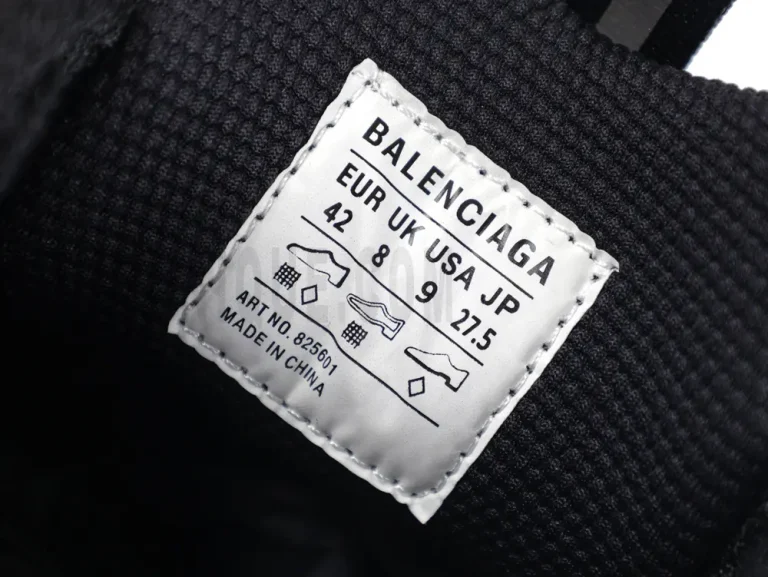 BALENCIAGA
EUR UK USA JP
42 8 9 27.5
ART NO. 825601
MADE IN CHINA